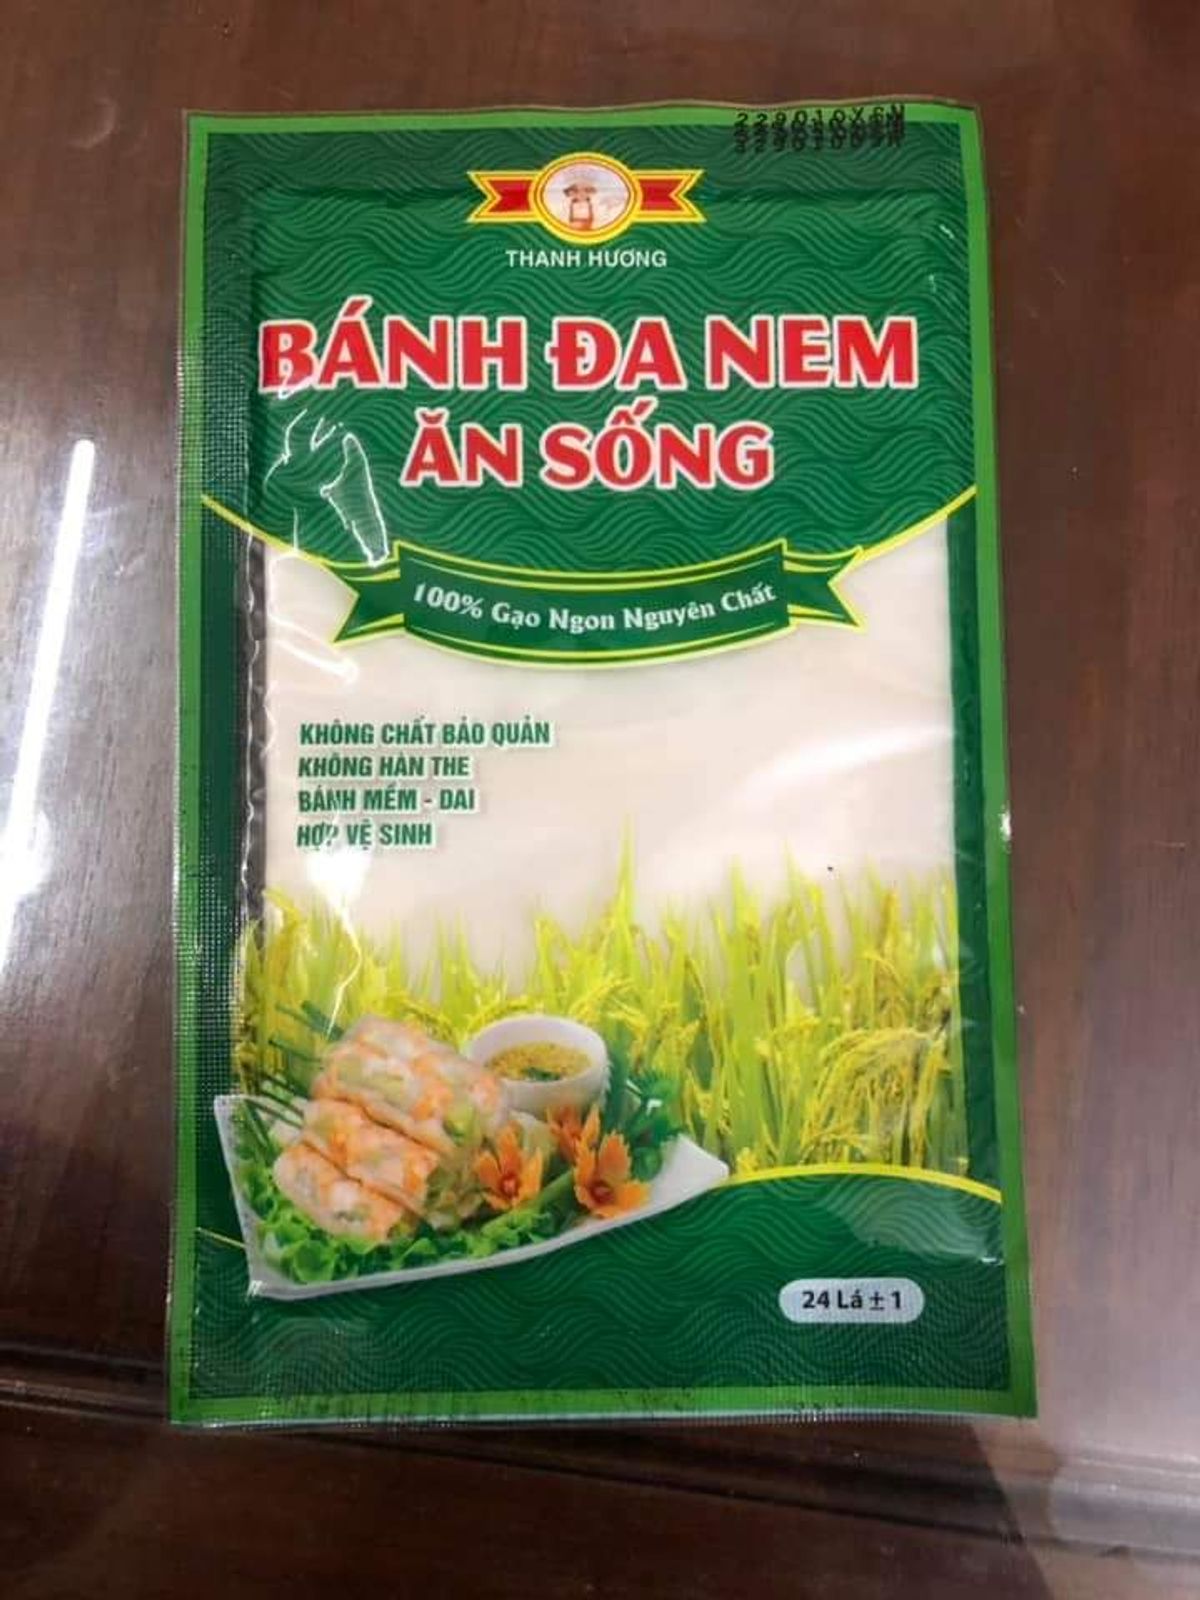 THANH HƯƠNG
BÁNH ĐA NEM
ĂN SỐNG
100% Gạo Ngon Nguyên Chất
KHÔNG CHẤT BẢO QUẢN
KHÔNG HÀN THE
BÁNH MỀM - DAI
HỢP VỆ SINH
24 Lá ± 1